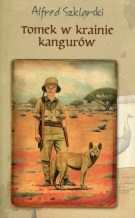 Alfred Szklarski
Tomek w krainie
kangurów